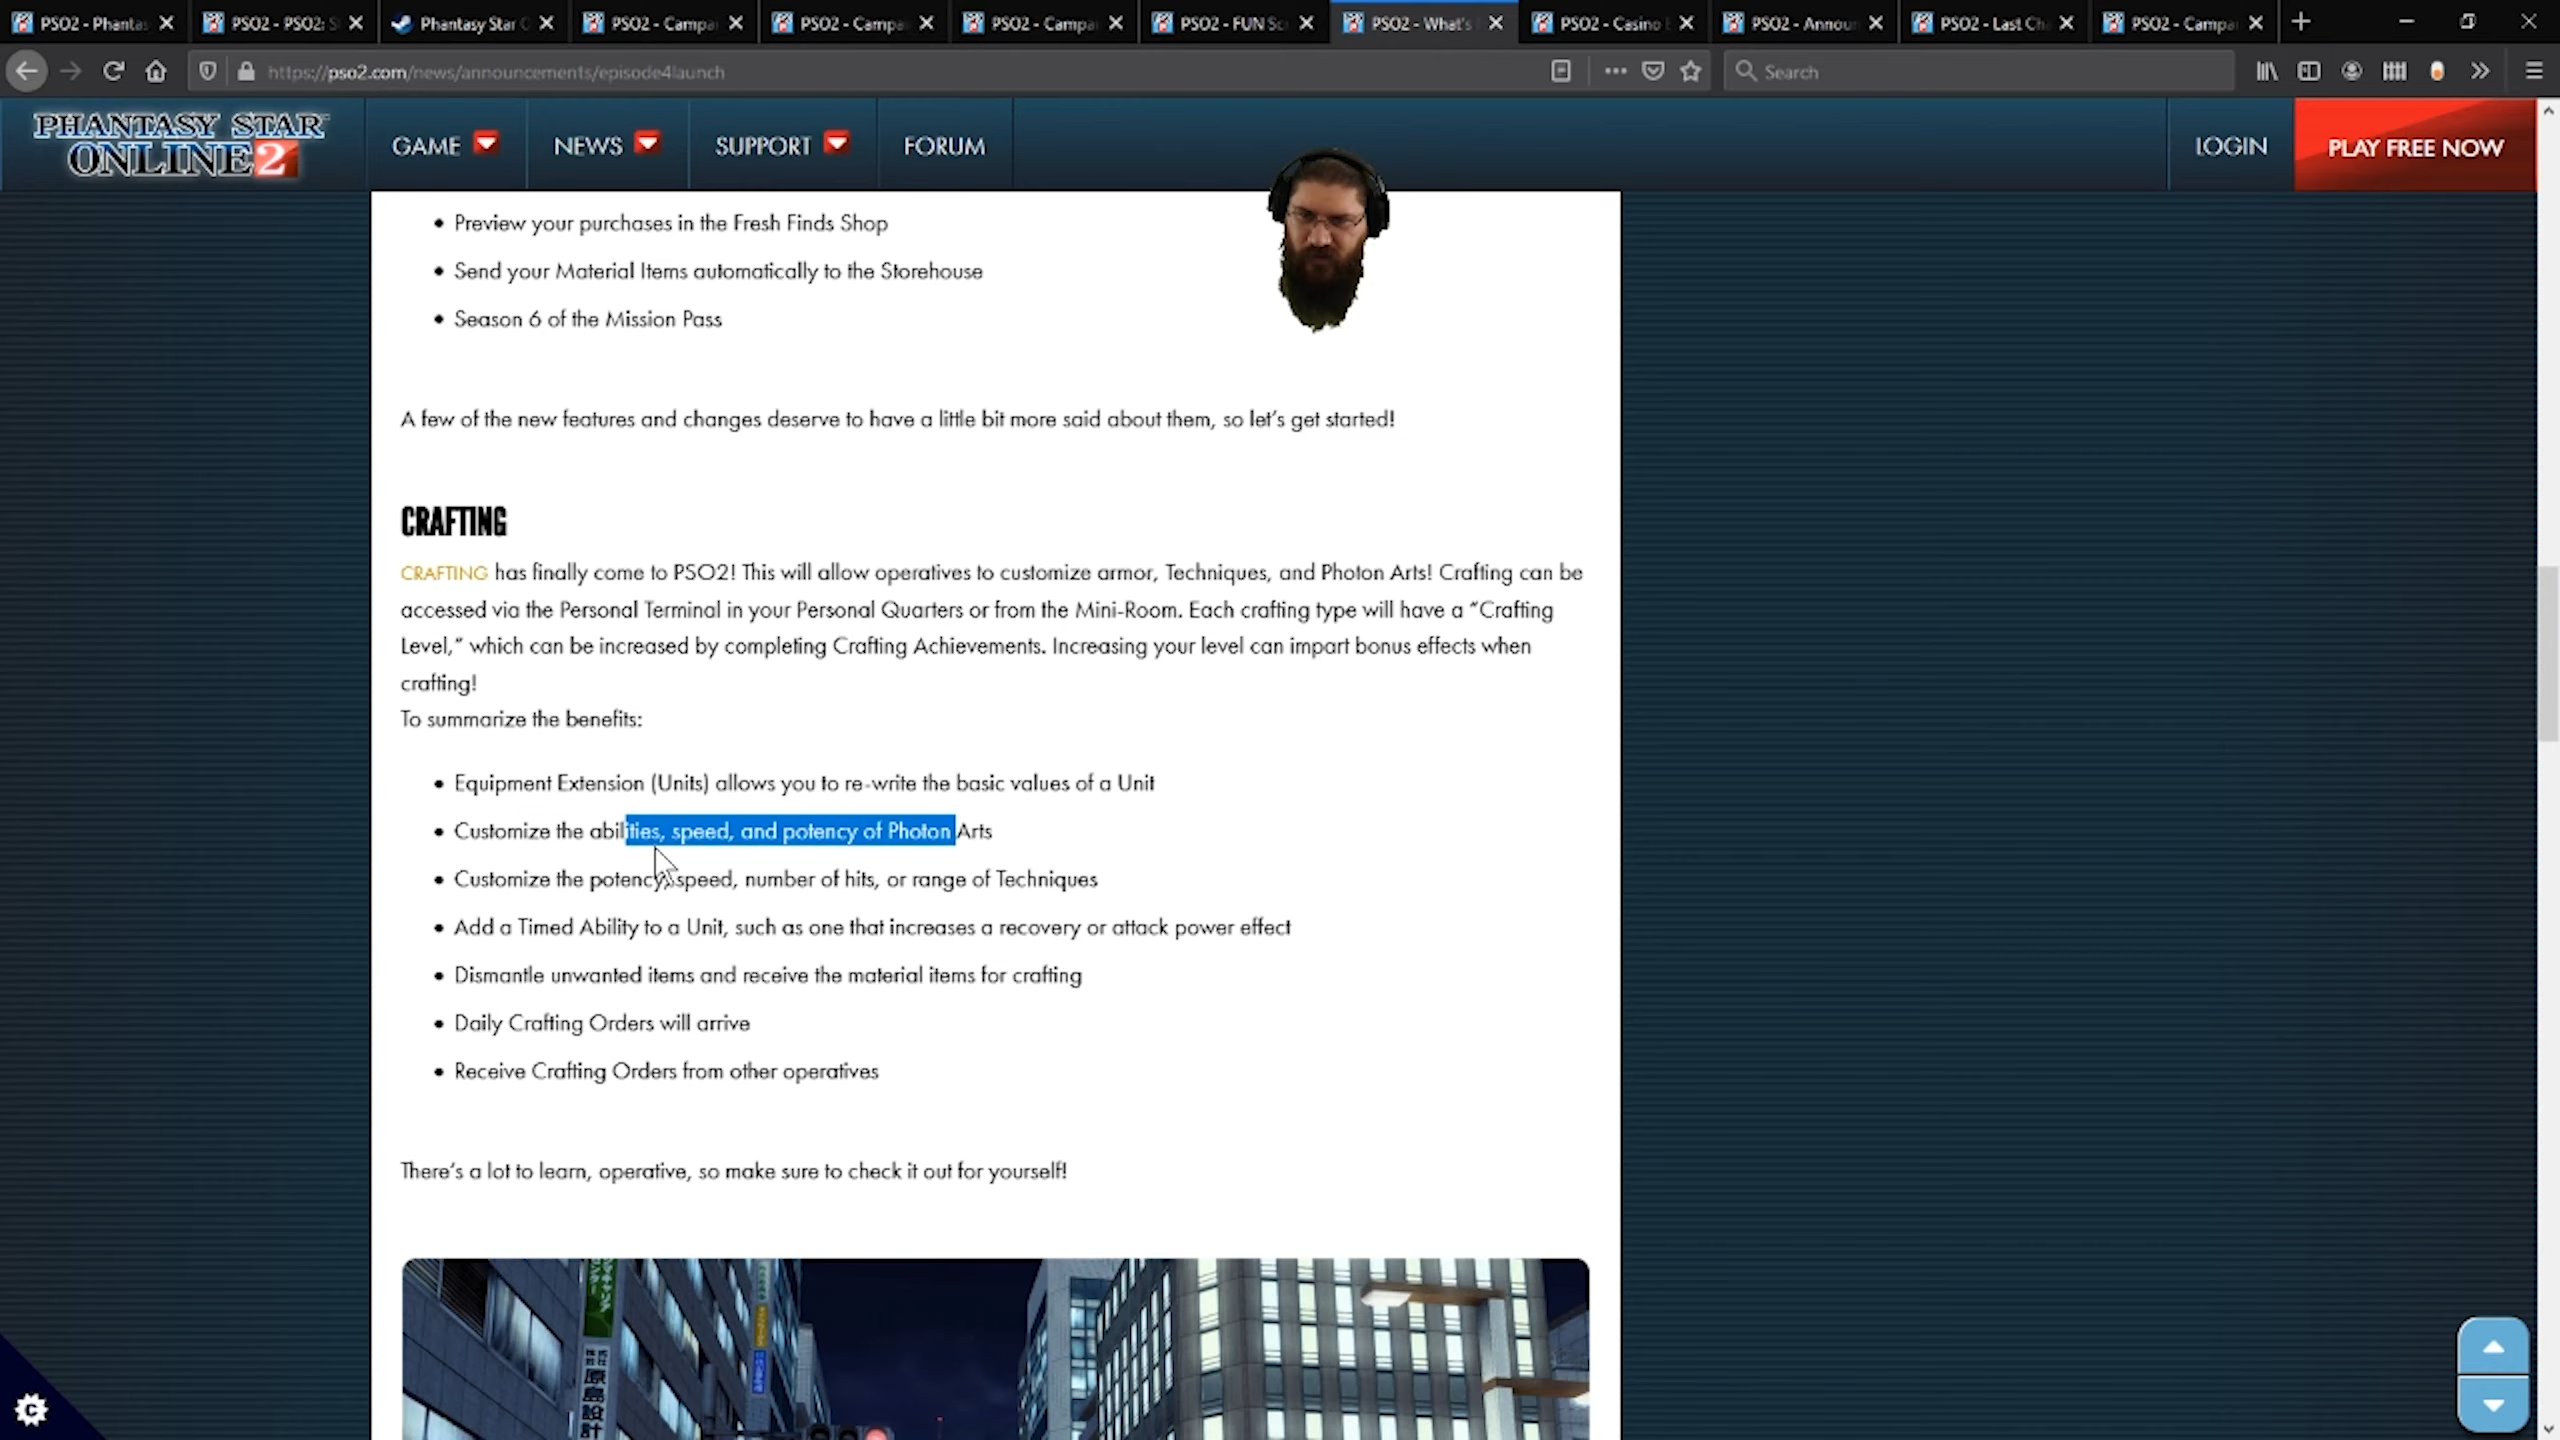 PSO2 - Phantas
PSO2 - PSO2: S
Phantasy Star O
PSO2 - Campai
PSO2 - Campai
PSO2 - Campai
PSO2 - FUN Sc
PSO2 - What's
PSO2 - Casino
PSO2 - Announ
PSO2 - Last Ch
PSO2 - Campai
https://pso2.com/news/announcements/episode4launch
Search
PHANTASY STAR
ONLINE 2
GAME
NEWS
SUPPORT
FORUM
LOGIN
PLAY FREE NOW
• Preview your purchases in the Fresh Finds Shop
• Send your Material Items automatically to the Storehouse
• Season 6 of the Mission Pass
A few of the new features and changes deserve to have a little bit more said about them, so let's get started!
CRAFTING
CRAFTING has finally come to PSO2! This will allow operatives to customize armor, Techniques, and Photon Arts! Crafting can be
accessed via the Personal Terminal in your Personal Quarters or from the Mini-Room. Each crafting type will have a "Crafting
Level," which can be increased by completing Crafting Achievements. Increasing your level can impart bonus effects when
crafting!
To summarize the benefits:
• Equipment Extension (Units) allows you to re-write the basic values of a Unit
• Customize the abilities, speed, and potency of Photon Arts
• Customize the potency, speed, number of hits, or range of Techniques
• Add a Timed Ability to a Unit, such as one that increases a recovery or attack power effect
• Dismantle unwanted items and receive the material items for crafting
• Daily Crafting Orders will arrive
• Receive Crafting Orders from other operatives
There's a lot to learn, operative, so make sure to check it out for yourself!
原島設計